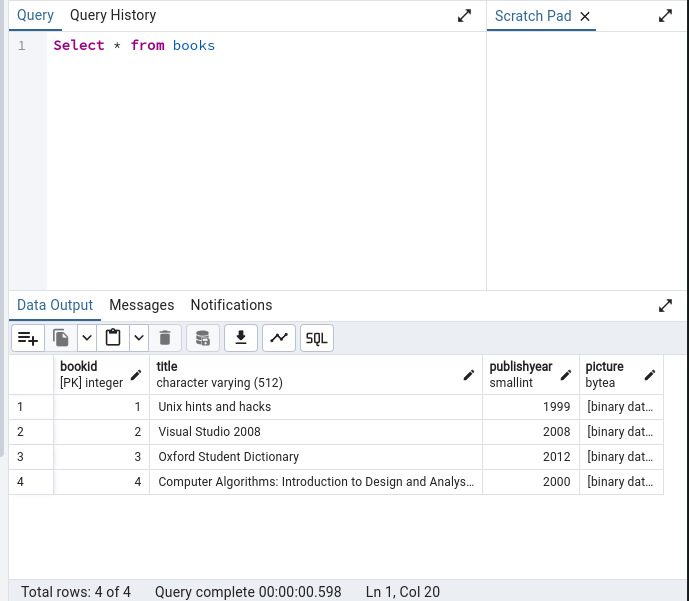 Query Query History Scratch Pad
1 Select * from books
Data Output Messages Notifications
SQL
bookid title publishyear picture
[PK] integer character varying (512) smallint bytea
1 1 Unix hints and hacks 1999 [binary dat…
2 2 Visual Studio 2008 2008 [binary dat…
3 3 Oxford Student Dictionary 2012 [binary dat…
4 4 Computer Algorithms: Introduction to Design and Analys… 2000 [binary dat…
Total rows: 4 of 4 Query complete 00:00:00.598 Ln 1, Col 20